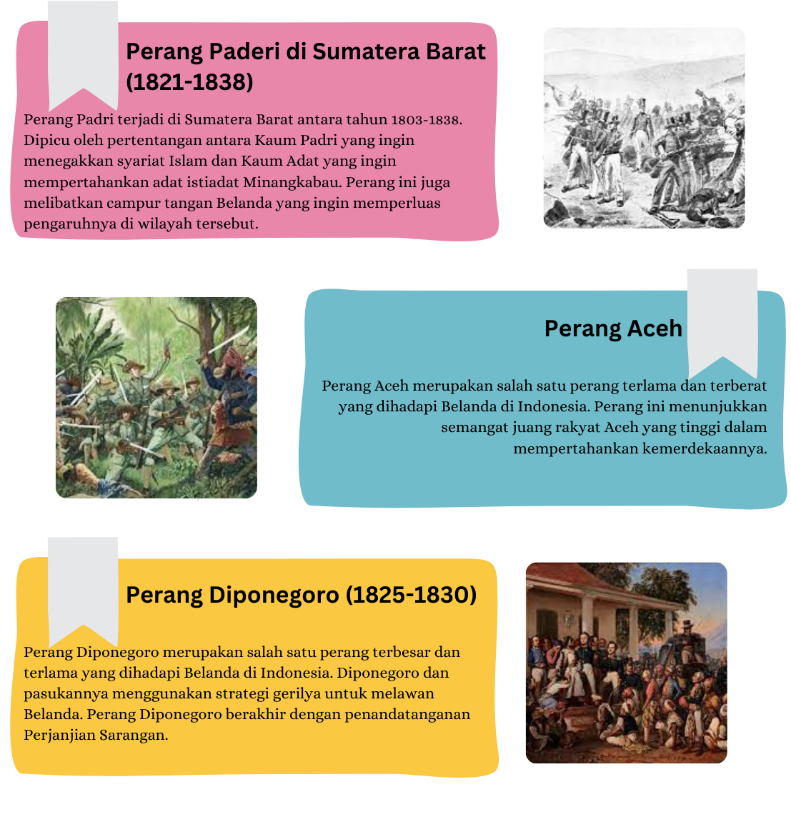 Perang Paderi di Sumatera Barat
(1821-1838)
Perang Padri terjadi di Sumatera Barat antara tahun 1803-1838.
Dipicu oleh pertentangan antara Kaum Padri yang ingin
menegakkan syariat Islam dan Kaum Adat yang ingin
mempertahankan adat istiadat Minangkabau. Perang ini juga
melibatkan campur tangan Belanda yang ingin memperluas
pengaruhnya di wilayah tersebut.
Perang Aceh
Perang Aceh merupakan salah satu perang terlama dan terberat
yang dihadapi Belanda di Indonesia. Perang ini menunjukkan
semangat juang rakyat Aceh yang tinggi dalam
mempertahankan kemerdekaannya.
Perang Diponegoro (1825-1830)
Perang Diponegoro merupakan salah satu perang terbesar dan
terlama yang dihadapi Belanda di Indonesia. Diponegoro dan
pasukannya menggunakan strategi gerilya untuk melawan
Belanda. Perang Diponegoro berakhir dengan penandatanganan
Perjanjian Sarangan.